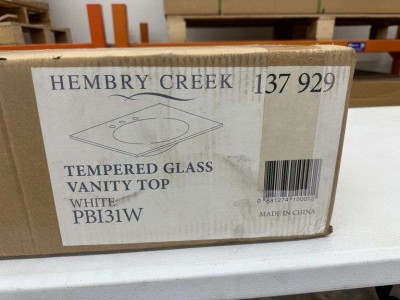 HEMBRY CREEK 137 929
TEMPERED GLASS
VANITY TOP
WHITE
PBI31W
MADE IN CHINA